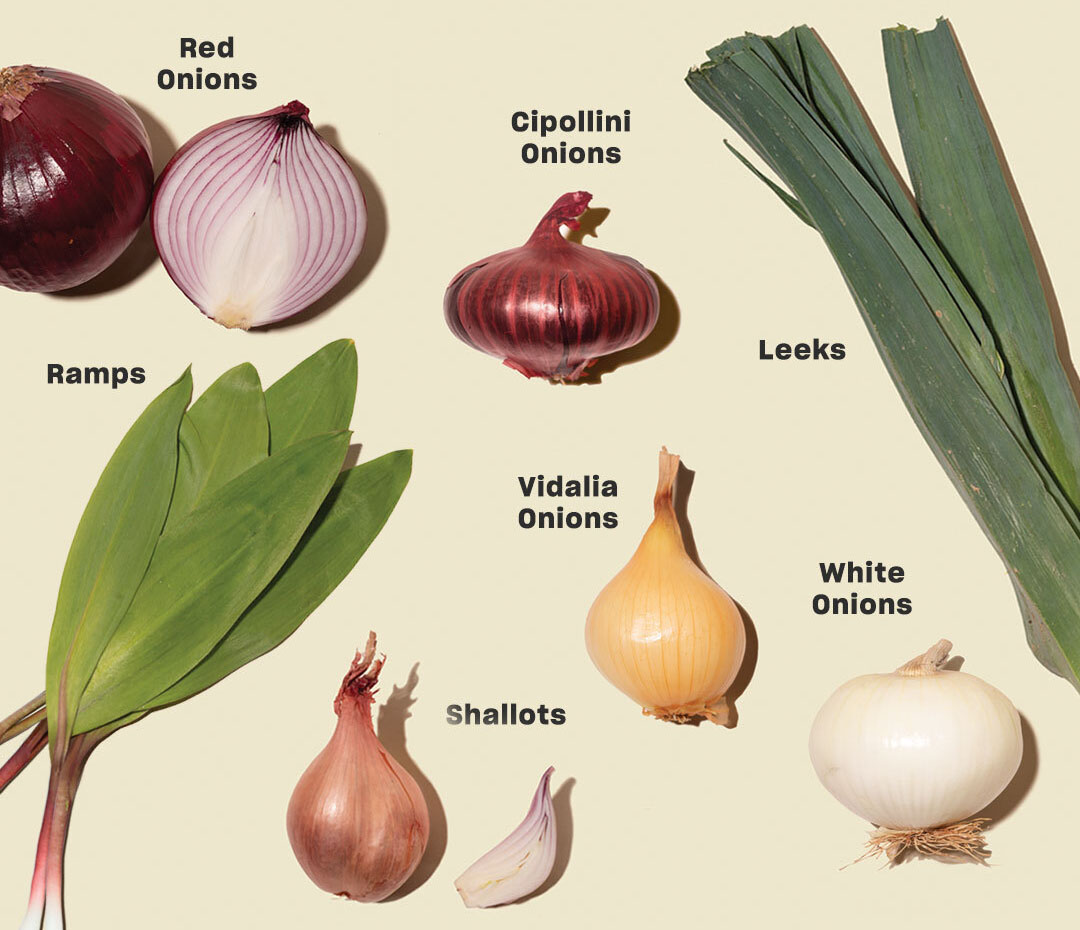 Red
Onions
Cipollini
Onions
Leeks
Ramps
Vidalia
Onions
White
Onions
Shallots